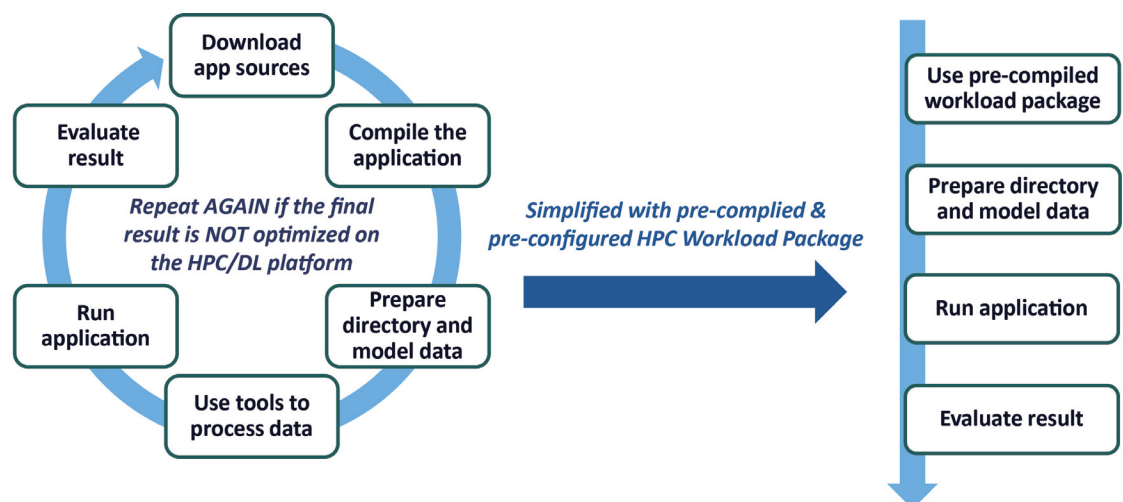 Download
app sources
Compile the
application
Prepare
directory and
model data
Use tools to
process data
Run
application
Evaluate
result
Repeat AGAIN if the final
result is NOT optimized on
the HPC/DL platform
Simplified with pre-complied &
pre-configured HPC Workload Package
Use pre-compiled
workload package
Prepare directory
and model data
Run application
Evaluate result